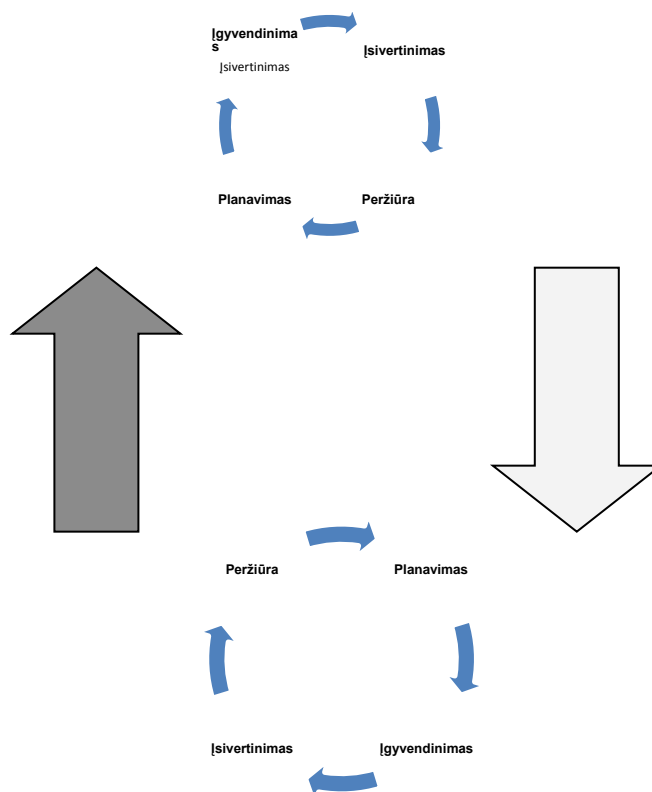 Įgyvendinima
s
Įsivertinimas
Įsivertinimas
Planavimas
Peržiūra
Peržiūra
Planavimas
Įsivertinimas
Įgyvendinimas